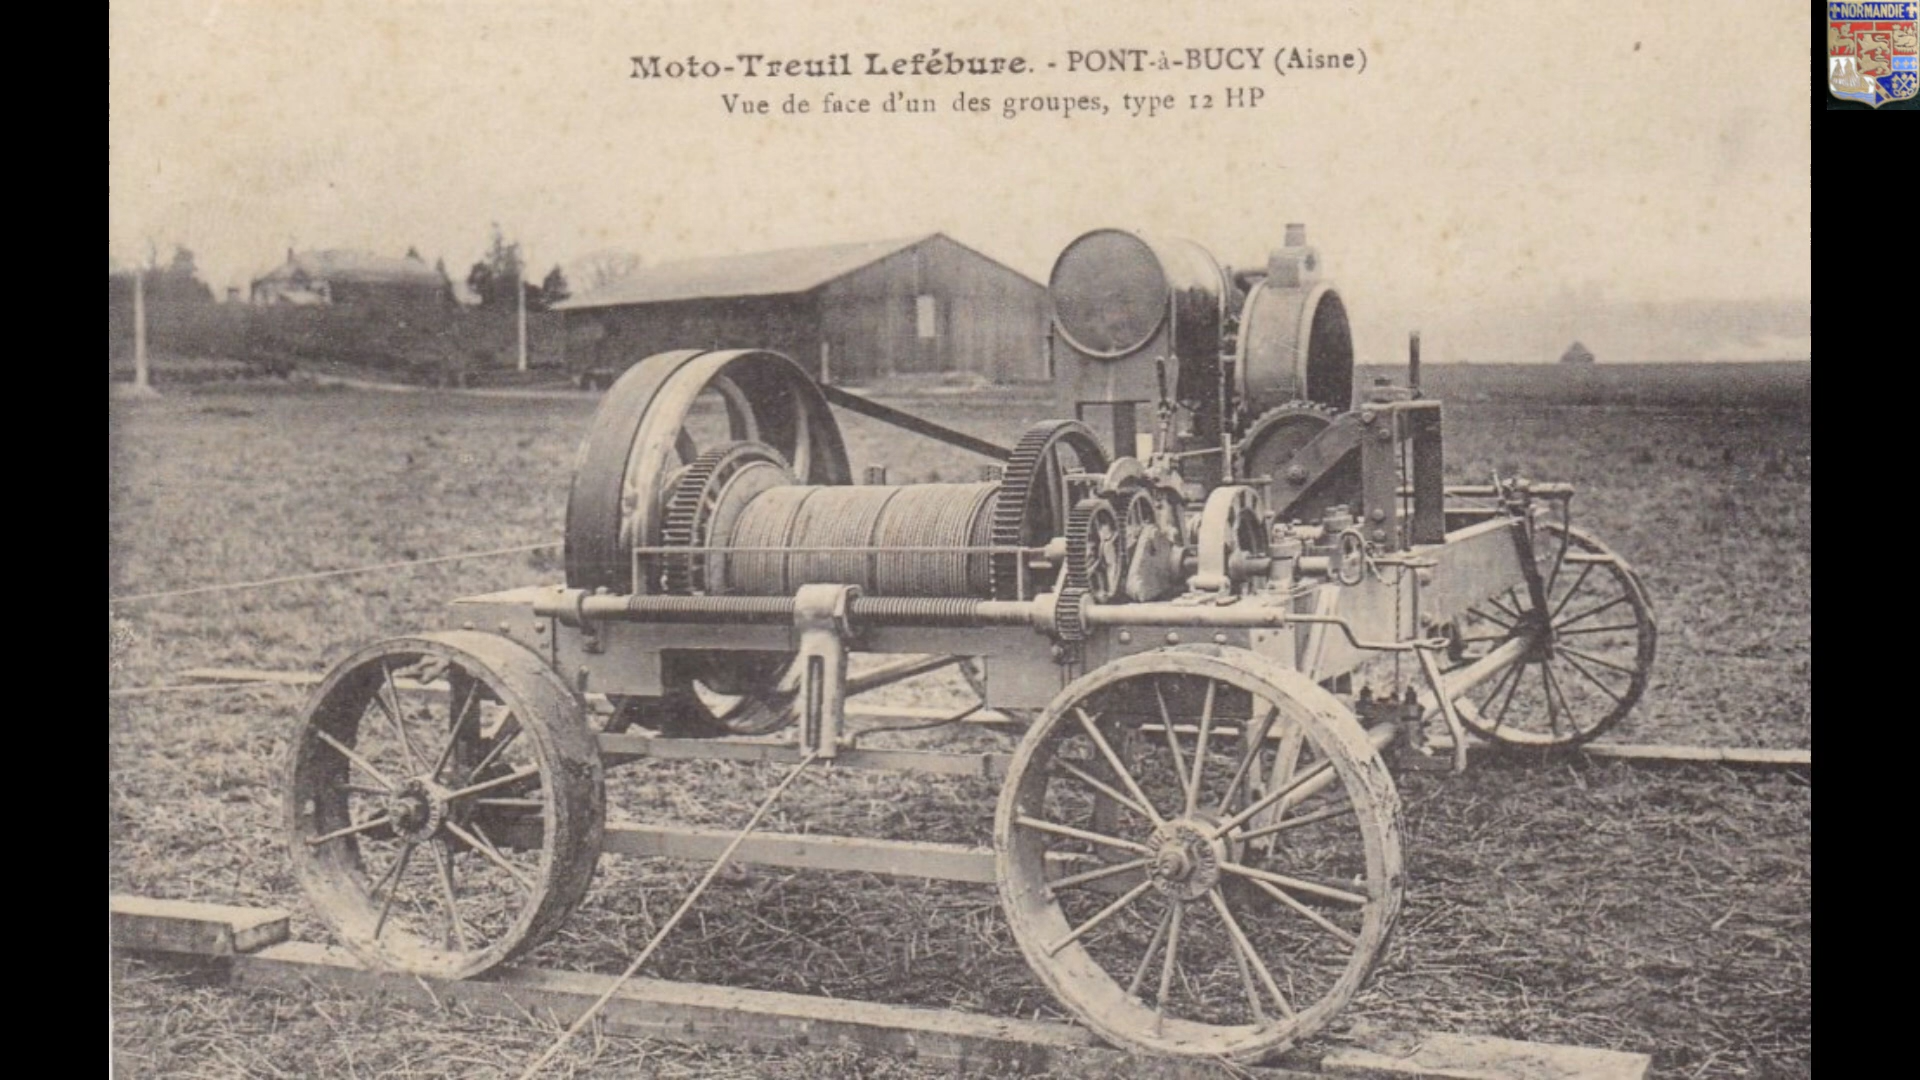 Moto-Treuil Lefébure. - PONT-à-BUCY (Aisne)
Vue de face d'un des groupes, type 12 HP
NORMANDIE